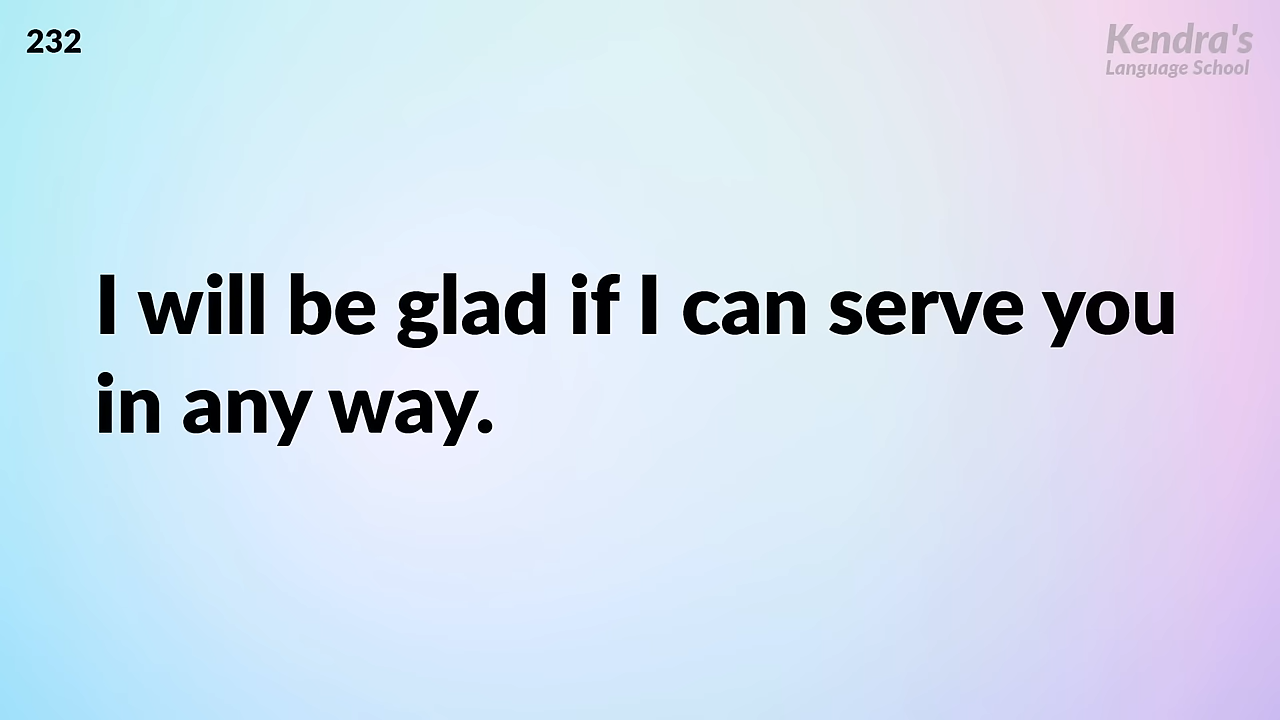 232
Kendra's
Language School
I will be glad if I can serve you
in any way.